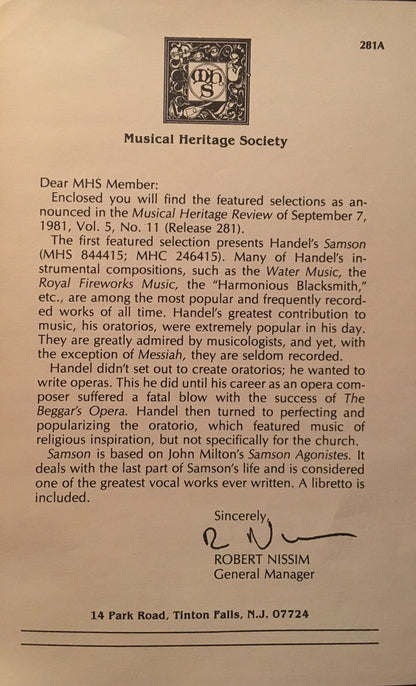 281A
mhs
Musical Heritage Society
Dear MHS Member:
Enclosed you will find the featured selections as an-
nounced in the Musical Heritage Review of September 7,
1981, Vol. 5, No. 11 (Release 281).
The first featured selection presents Handel's Samson
(MHS 844415; MHC 246415). Many of Handel's in-
strumental compositions, such as the Water Music, the
Royal Fireworks Music, the "Harmonious Blacksmith,"
etc., are among the most popular and frequently record-
ed works of all time. Handel's greatest contribution to
music, his oratorios, were extremely popular in his day.
They are greatly admired by musicologists, and yet, with
the exception of Messiah, they are seldom recorded.
Handel didn't set out to create oratorios; he wanted to
write operas. This he did until his career as an opera com-
poser suffered a fatal blow with the success of The
Beggar's Opera. Handel then turned to perfecting and
popularizing the oratorio, which featured music of
religious inspiration, but not specifically for the church.
Samson is based on John Milton's Samson Agonistes. It
deals with the last part of Samson's life and is considered
one of the greatest vocal works ever written. A libretto is
included.
Sincerely,
R N
ROBERT NISSIM
General Manager
14 Park Road, Tinton Falls, N.J. 07724